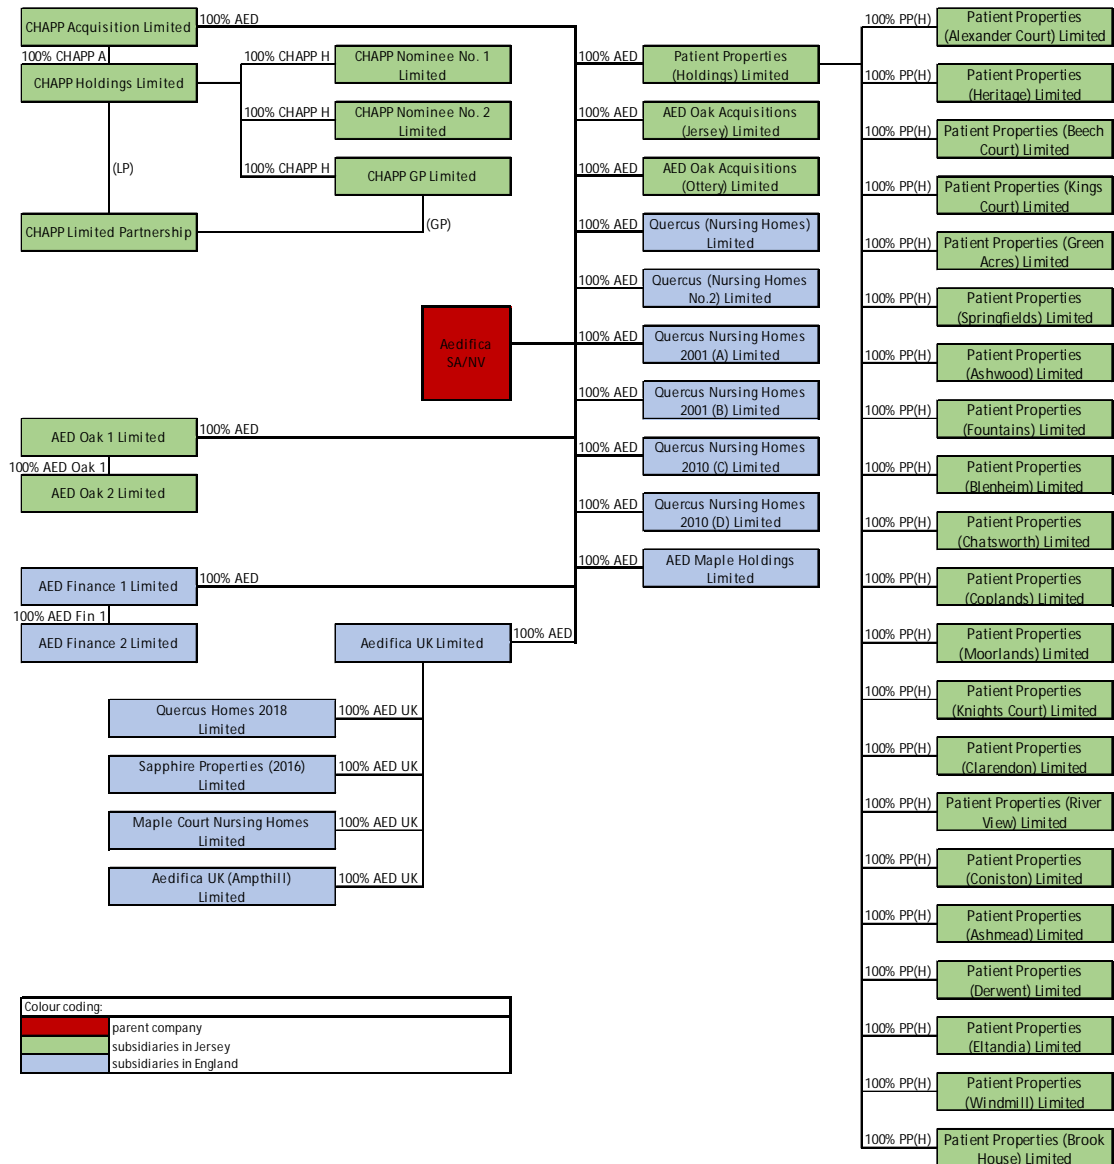 CHAPP Acquisition Limited
100% AED
100% CHAPP A
CHAPP Holdings Limited
100% CHAPP H
CHAPP Nominee No. 1
Limited
100% CHAPP H
CHAPP Nominee No. 2
Limited
(LP)
100% CHAPP H
CHAPP GP Limited
CHAPP Limited Partnership
(GP)
Aedifica
SA/NV
AED Oak 1 Limited
100% AED
100% AED Oak 1
AED Oak 2 Limited
AED Finance 1 Limited
100% AED
100% AED Fin 1
AED Finance 2 Limited
Aedifica UK Limited
100% AED
Quercus Homes 2018
Limited
100% AED UK
Sapphire Properties (2016)
Limited
100% AED UK
Maple Court Nursing Homes
Limited
100% AED UK
Aedifica UK (Ampthill)
Limited
100% AED UK
100% AED
Patient Properties
(Holdings) Limited
100% AED
AED Oak Acquisitions
(Jersey) Limited
100% AED
AED Oak Acquisitions
(Ottery) Limited
100% AED
Quercus (Nursing Homes)
Limited
100% AED
Quercus (Nursing Homes
No.2) Limited
100% AED
Quercus Nursing Homes
2001 (A) Limited
100% AED
Quercus Nursing Homes
2001 (B) Limited
100% AED
Quercus Nursing Homes
2010 (C) Limited
100% AED
Quercus Nursing Homes
2010 (D) Limited
100% AED
AED Maple Holdings
Limited
100% PP(H)
Patient Properties
(Alexander Court) Limited
100% PP(H)
Patient Properties
(Heritage) Limited
100% PP(H)
Patient Properties (Beech
Court) Limited
100% PP(H)
Patient Properties (Kings
Court) Limited
100% PP(H)
Patient Properties (Green
Acres) Limited
100% PP(H)
Patient Properties
(Springfields) Limited
100% PP(H)
Patient Properties
(Ashwood) Limited
100% PP(H)
Patient Properties
(Fountains) Limited
100% PP(H)
Patient Properties
(Blenheim) Limited
100% PP(H)
Patient Properties
(Chatsworth) Limited
100% PP(H)
Patient Properties
(Coplands) Limited
100% PP(H)
Patient Properties
(Moorlands) Limited
100% PP(H)
Patient Properties
(Knights Court) Limited
100% PP(H)
Patient Properties
(Clarendon) Limited
100% PP(H)
Patient Properties (River
View) Limited
100% PP(H)
Patient Properties
(Coniston) Limited
100% PP(H)
Patient Properties
(Ashmead) Limited
100% PP(H)
Patient Properties
(Derwent) Limited
100% PP(H)
Patient Properties
(Eltandia) Limited
100% PP(H)
Patient Properties
(Windmill) Limited
100% PP(H)
Patient Properties (Brook
House) Limited
Colour coding:
parent company
subsidiaries in Jersey
subsidiaries in England